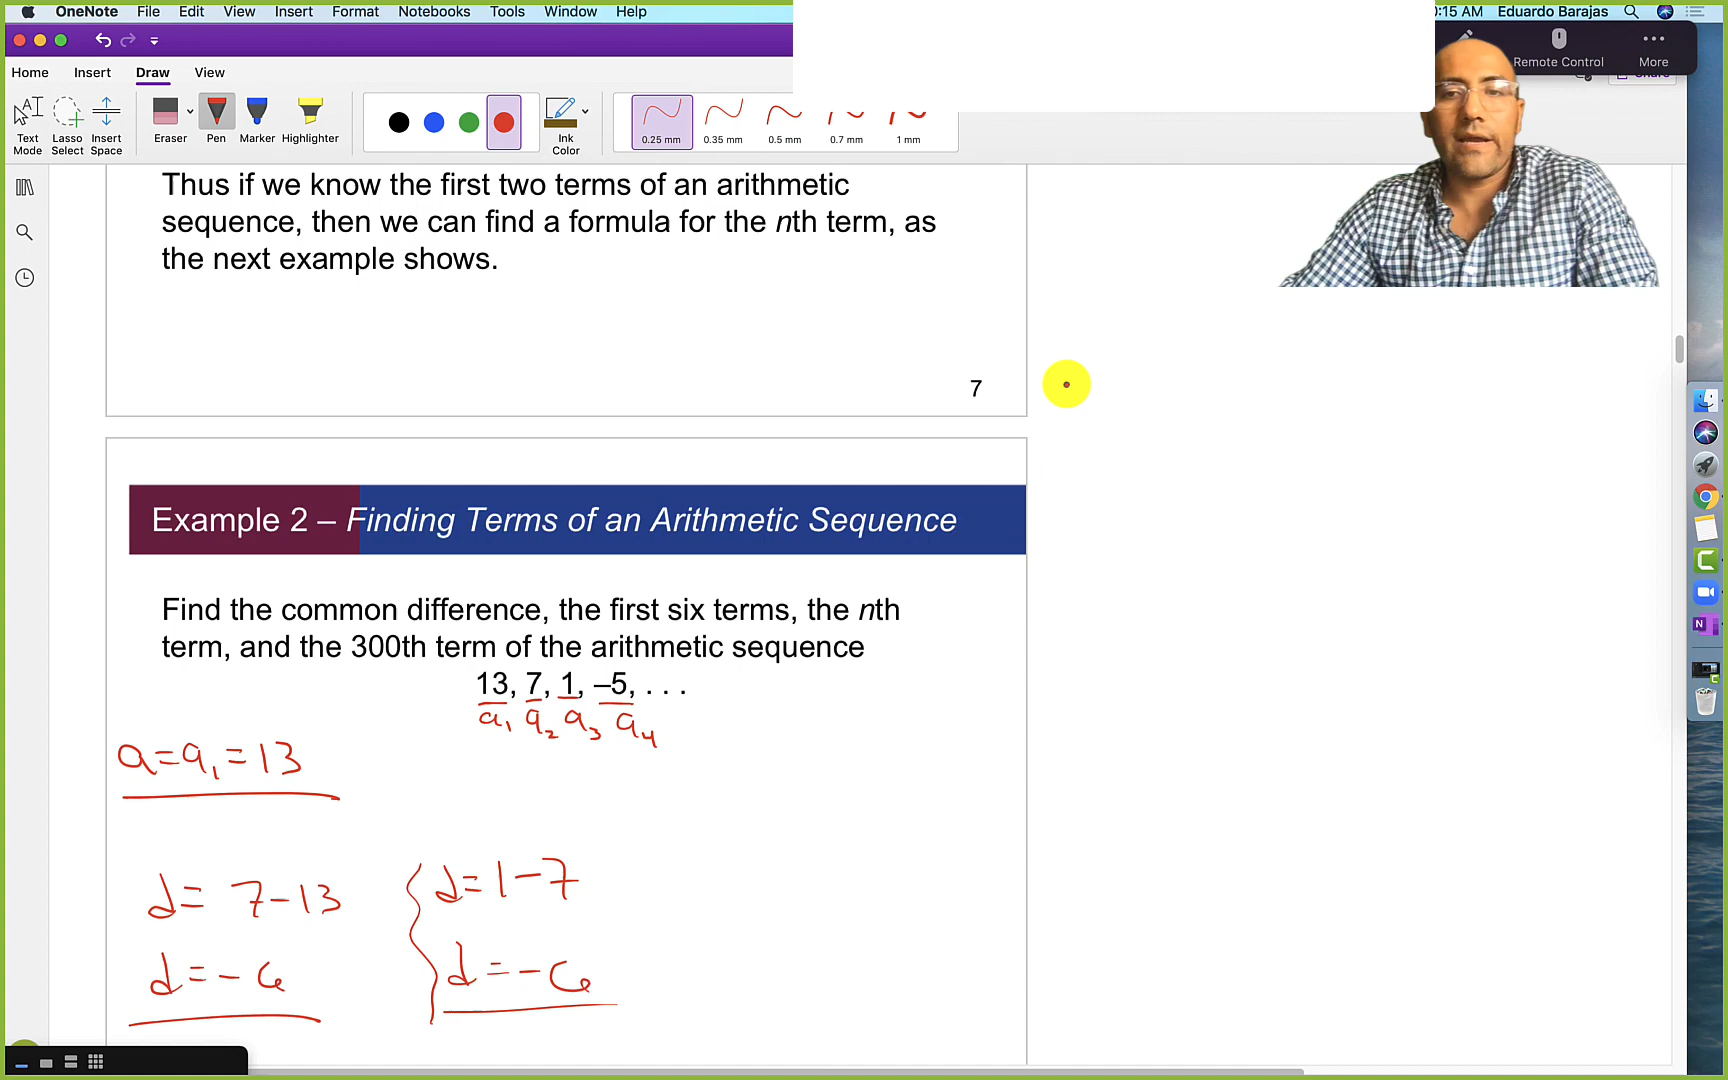 OneNote File Edit View Insert Format Notebooks Tools Window Help
0:15 AM Eduardo Barajas
Home Insert Draw View
Remote Control More
Share
Text Mode
Lasso Select
Insert Space
Eraser
Pen
Marker
Highlighter
Ink Color
0.25 mm 0.35 mm 0.5 mm 0.7 mm 1 mm
Thus if we know the first two terms of an arithmetic
sequence, then we can find a formula for the nth term, as
the next example shows.
7
Example 2 – Finding Terms of an Arithmetic Sequence
Find the common difference, the first six terms, the nth
term, and the 300th term of the arithmetic sequence
13, 7, 1, –5, . . .
a₁ a₂ a₃ a₄
a=a₁=13
d= 7-13
d=1-7
d=-6
d=-6